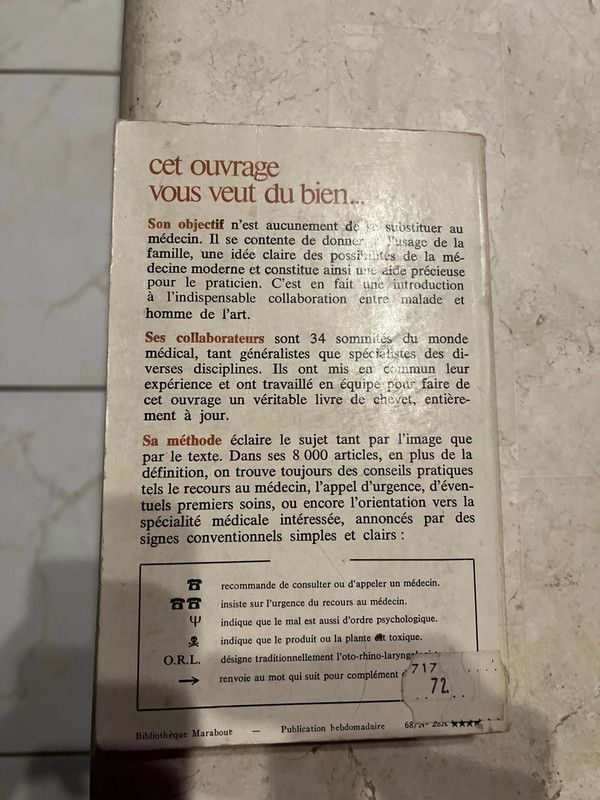 cet ouvrage
vous veut du bien...
Son objectif n'est aucunement de se substituer au
médecin. Il se contente de donner, à l'usage de la
famille, une idée claire des possibilités de la mé-
decine moderne et constitue ainsi une aide précieuse
pour le praticien. C'est en fait une introduction
à l'indispensable collaboration entre malade et
homme de l'art.
Ses collaborateurs sont 34 sommités du monde
médical, tant généralistes que spécialistes des di-
verses disciplines. Ils ont mis en commun leur
expérience et ont travaillé en équipe pour faire de
cet ouvrage un véritable livre de chevet, entière-
ment à jour.
Sa méthode éclaire le sujet tant par l'image que
par le texte. Dans ses 8 000 articles, en plus de la
définition, on trouve toujours des conseils pratiques
tels le recours au médecin, l'appel d'urgence, d'éven-
tuels premiers soins, ou encore l'orientation vers la
spécialité médicale intéressée, annoncés par des
signes conventionnels simples et clairs :
☎ recommande de consulter ou d'appeler un médecin.
☎☎ insiste sur l'urgence du recours au médecin.
Ψ indique que le mal est aussi d'ordre psychologique.
☠ indique que le produit ou la plante est toxique.
O.R.L. désigne traditionnellement l'oto-rhino-laryngologie
→ renvoie au mot qui suit pour complément
717
72.
Bibliothèque Marabout — Publication hebdomadaire 68/ ★★★★